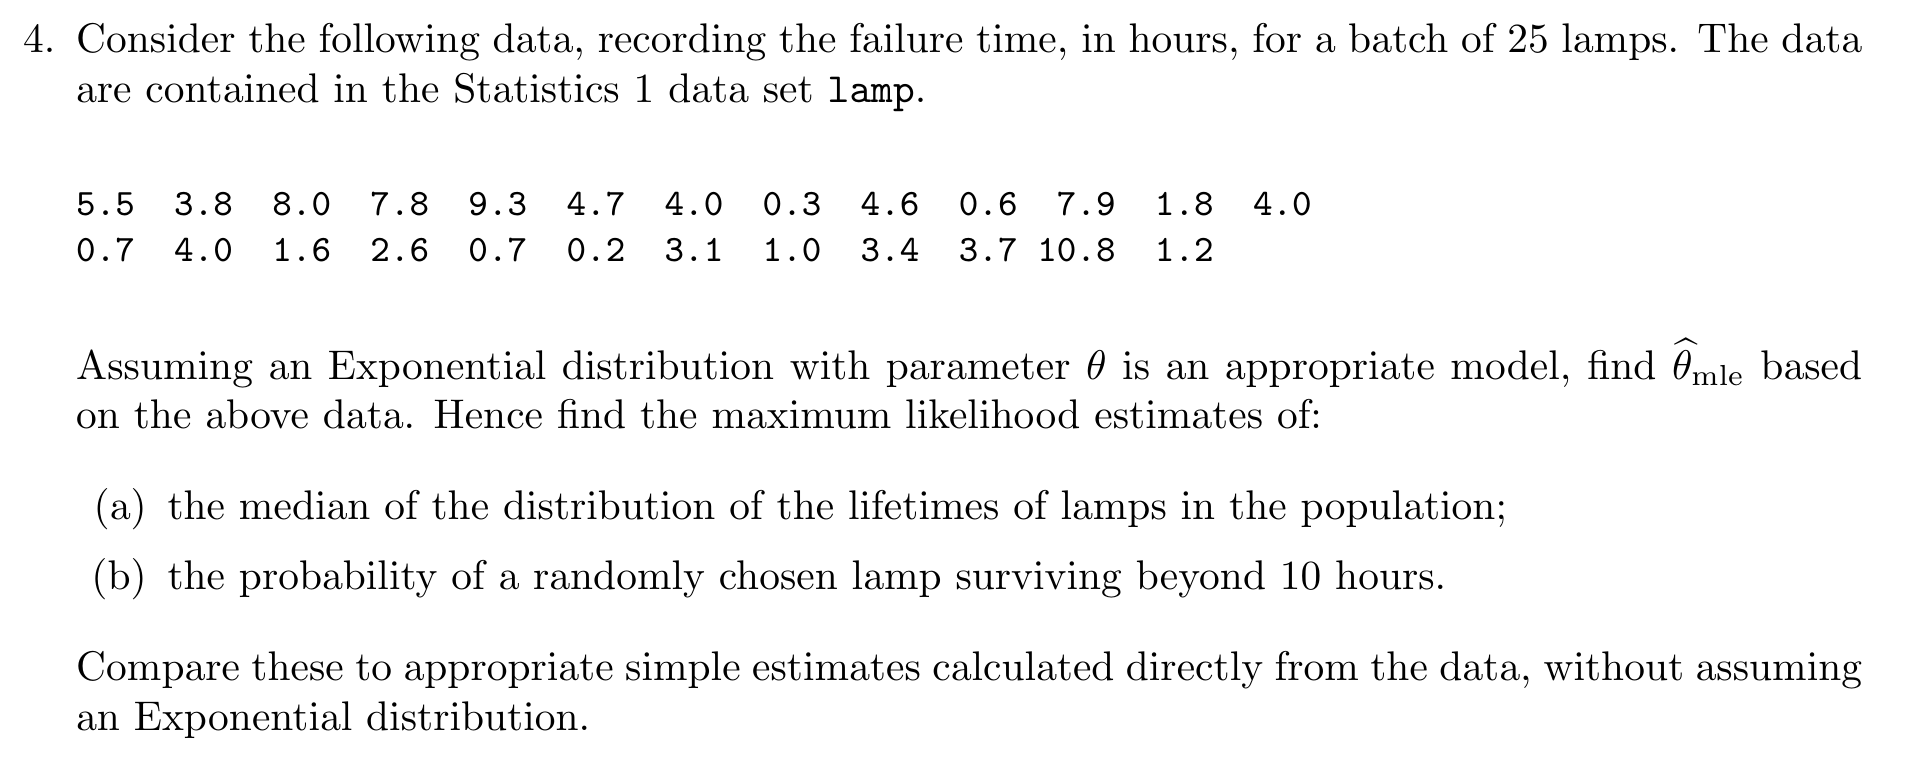 4. Consider the following data, recording the failure time, in hours, for a batch of 25 lamps. The data
are contained in the Statistics 1 data set lamp.
5.5 3.8 8.0 7.8 9.3 4.7 4.0 0.3 4.6 0.6 7.9 1.8 4.0
0.7 4.0 1.6 2.6 0.7 0.2 3.1 1.0 3.4 3.7 10.8 1.2
Assuming an Exponential distribution with parameter θ is an appropriate model, find θ̂_mle based
on the above data. Hence find the maximum likelihood estimates of:
(a) the median of the distribution of the lifetimes of lamps in the population;
(b) the probability of a randomly chosen lamp surviving beyond 10 hours.
Compare these to appropriate simple estimates calculated directly from the data, without assuming
an Exponential distribution.